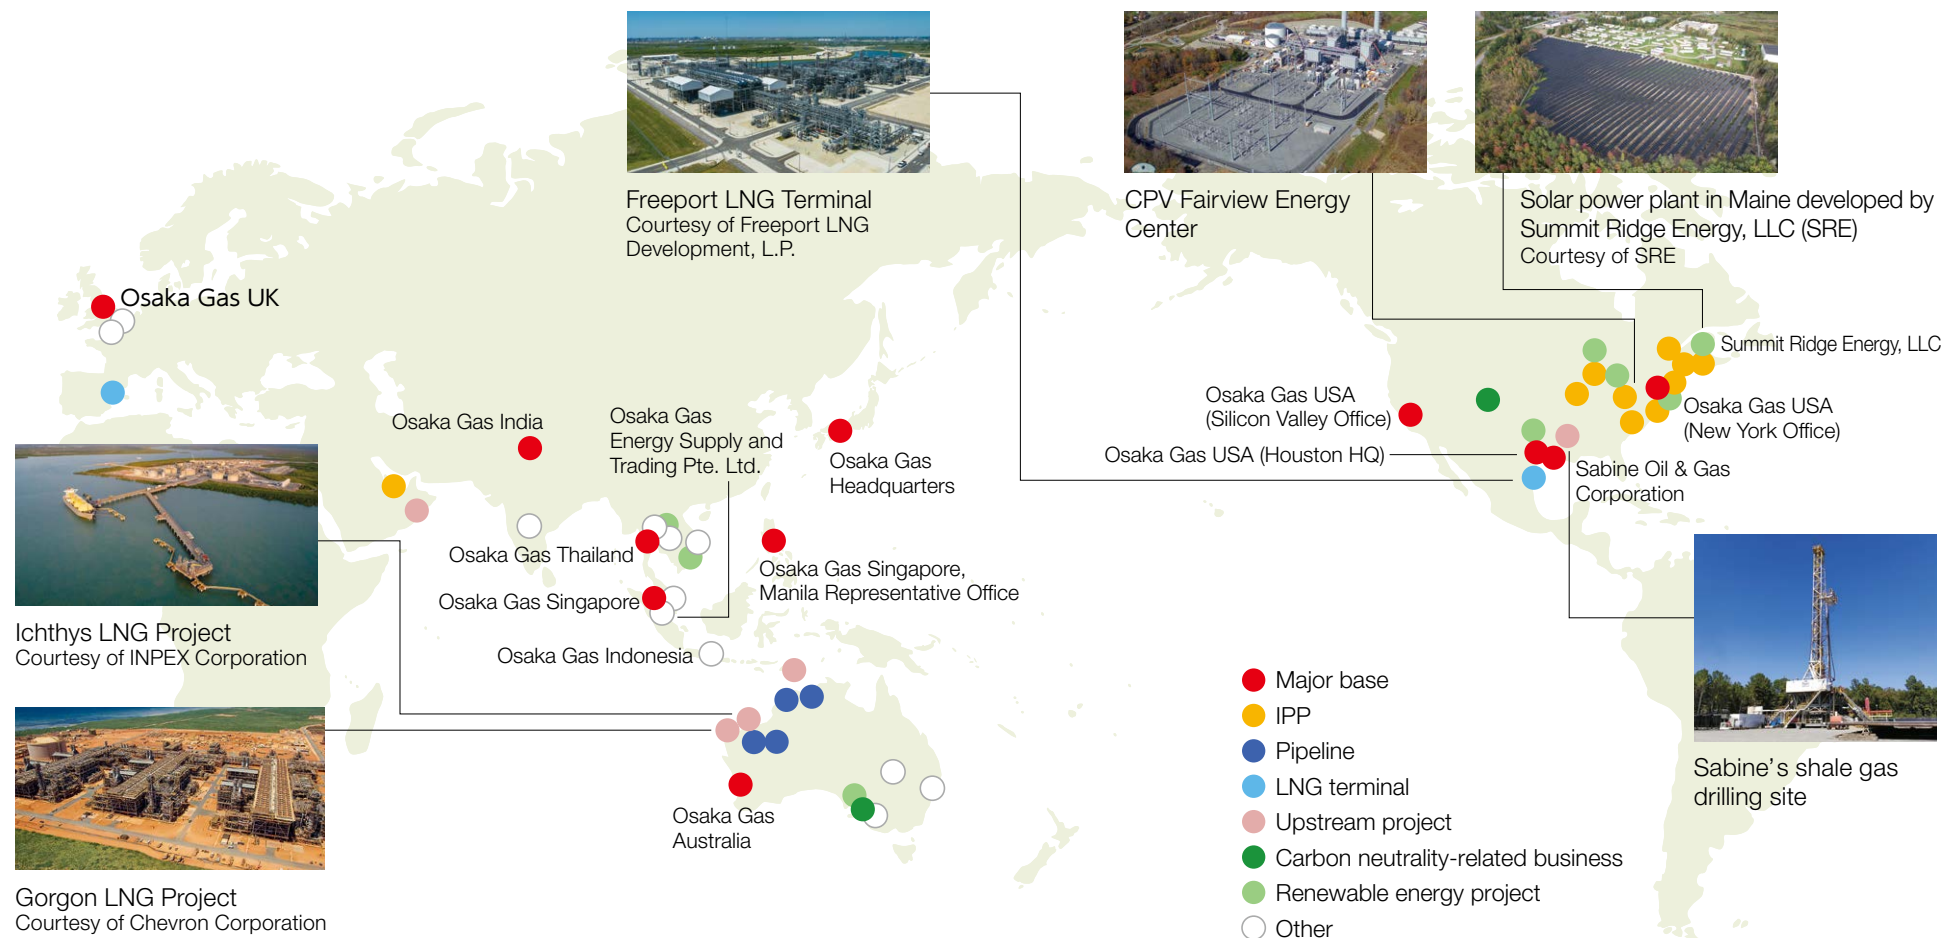 Freeport LNG Terminal
Courtesy of Freeport LNG
Development, L.P.
CPV Fairview Energy
Center
Solar power plant in Maine developed by
Summit Ridge Energy, LLC (SRE)
Courtesy of SRE
Osaka Gas UK
Summit Ridge Energy, LLC
Osaka Gas India
Osaka Gas
Energy Supply and
Trading Pte. Ltd.
Osaka Gas
Headquarters
Osaka Gas USA
(Silicon Valley Office)
Osaka Gas USA
(New York Office)
Osaka Gas USA (Houston HQ)
Sabine Oil & Gas
Corporation
Osaka Gas Thailand
Osaka Gas Singapore,
Manila Representative Office
Osaka Gas Singapore
Osaka Gas Indonesia
Ichthys LNG Project
Courtesy of INPEX Corporation
Osaka Gas
Australia
Gorgon LNG Project
Courtesy of Chevron Corporation
Major base
IPP
Pipeline
LNG terminal
Upstream project
Carbon neutrality-related business
Renewable energy project
Other
Sabine's shale gas
drilling site